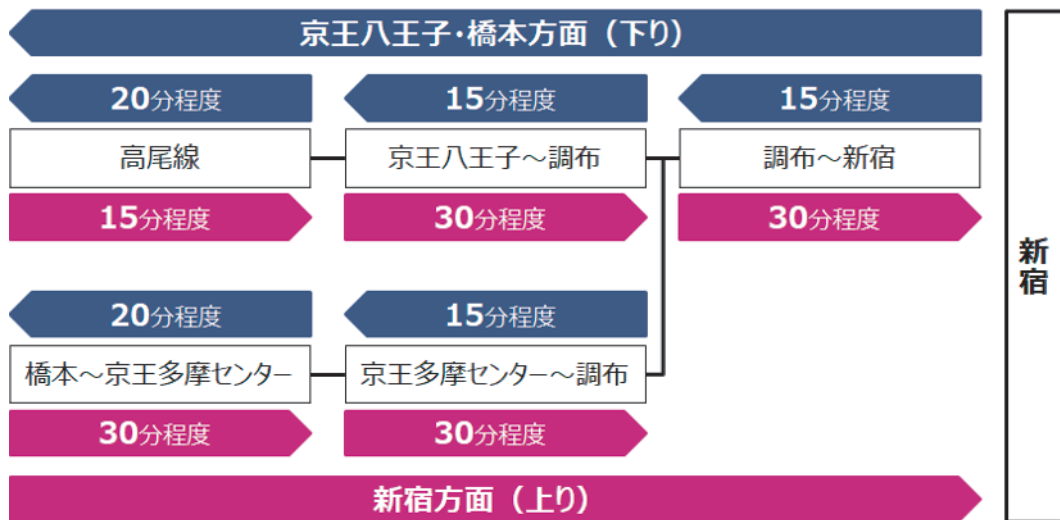 京王八王子・橋本方面（下り）
20分程度
15分程度
15分程度
高尾線
京王八王子～調布
調布～新宿
15分程度
30分程度
30分程度
新宿
20分程度
15分程度
橋本～京王多摩センター
京王多摩センター～調布
30分程度
30分程度
新宿方面（上り）